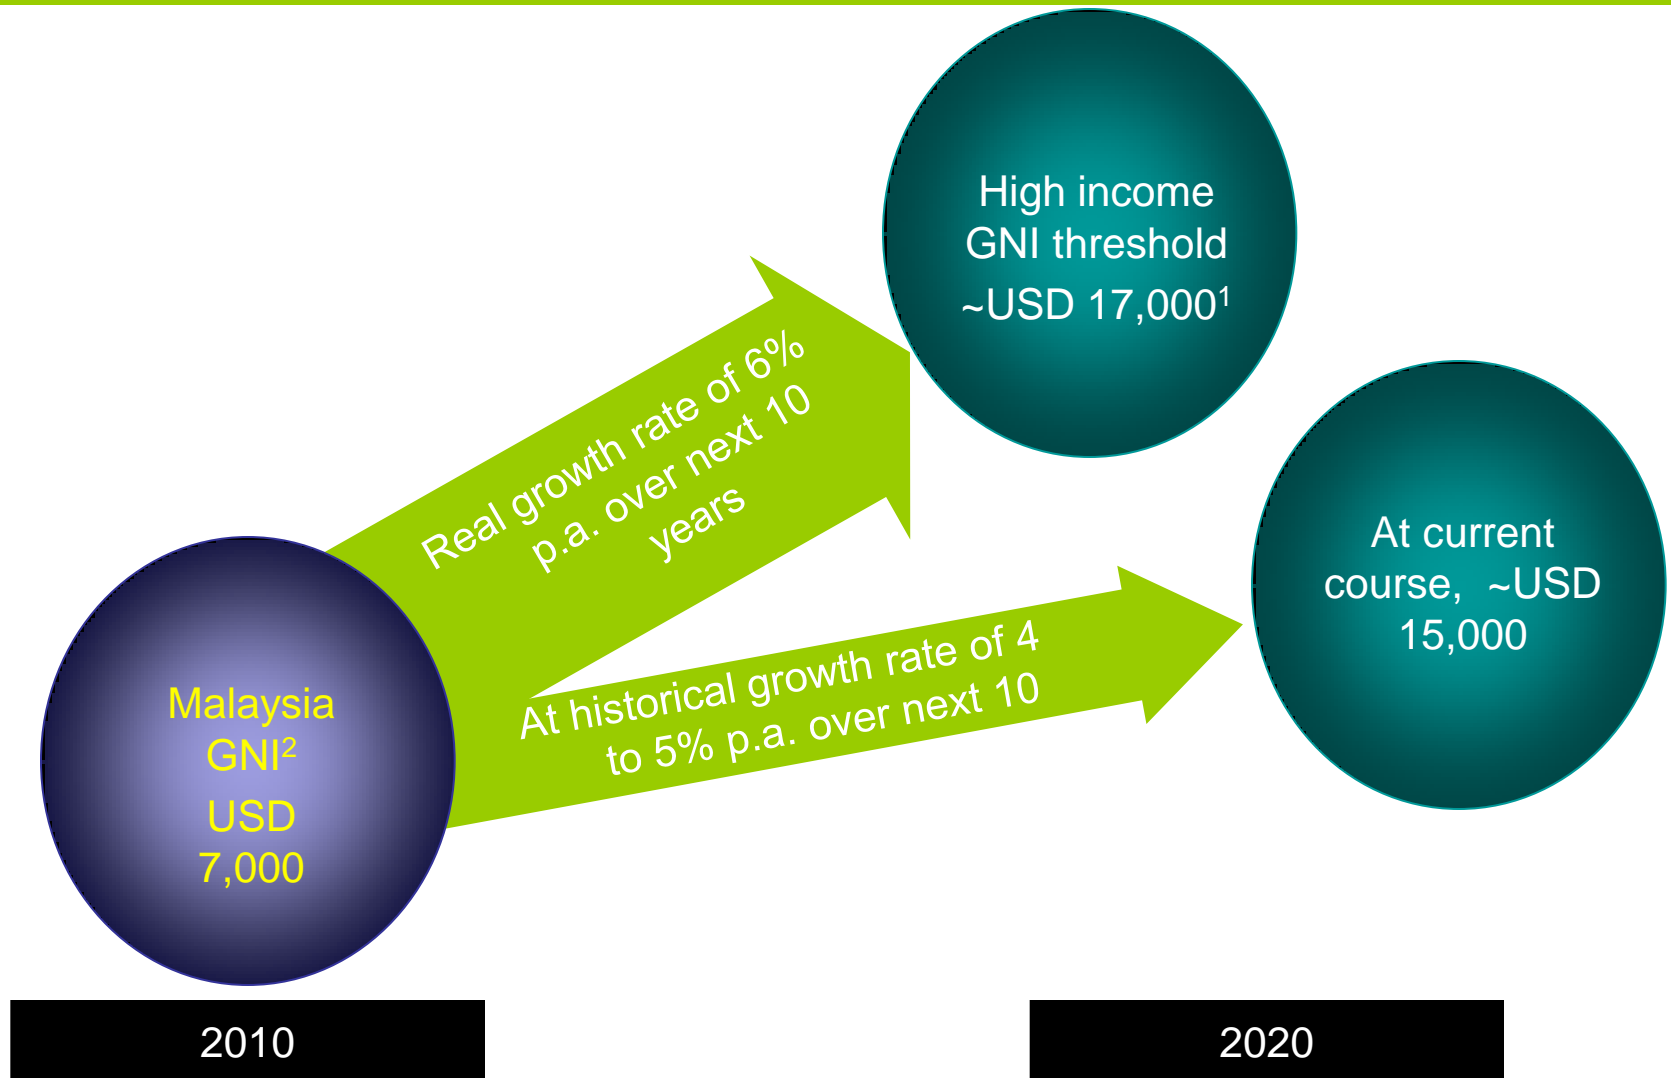 High income
GNI threshold
~USD 17,000¹
Real growth rate of 6%
p.a. over next 10
years
At current
course, ~USD
15,000
At historical growth rate of 4
to 5% p.a. over next 10
Malaysia
GNI²
USD
7,000
2010
2020